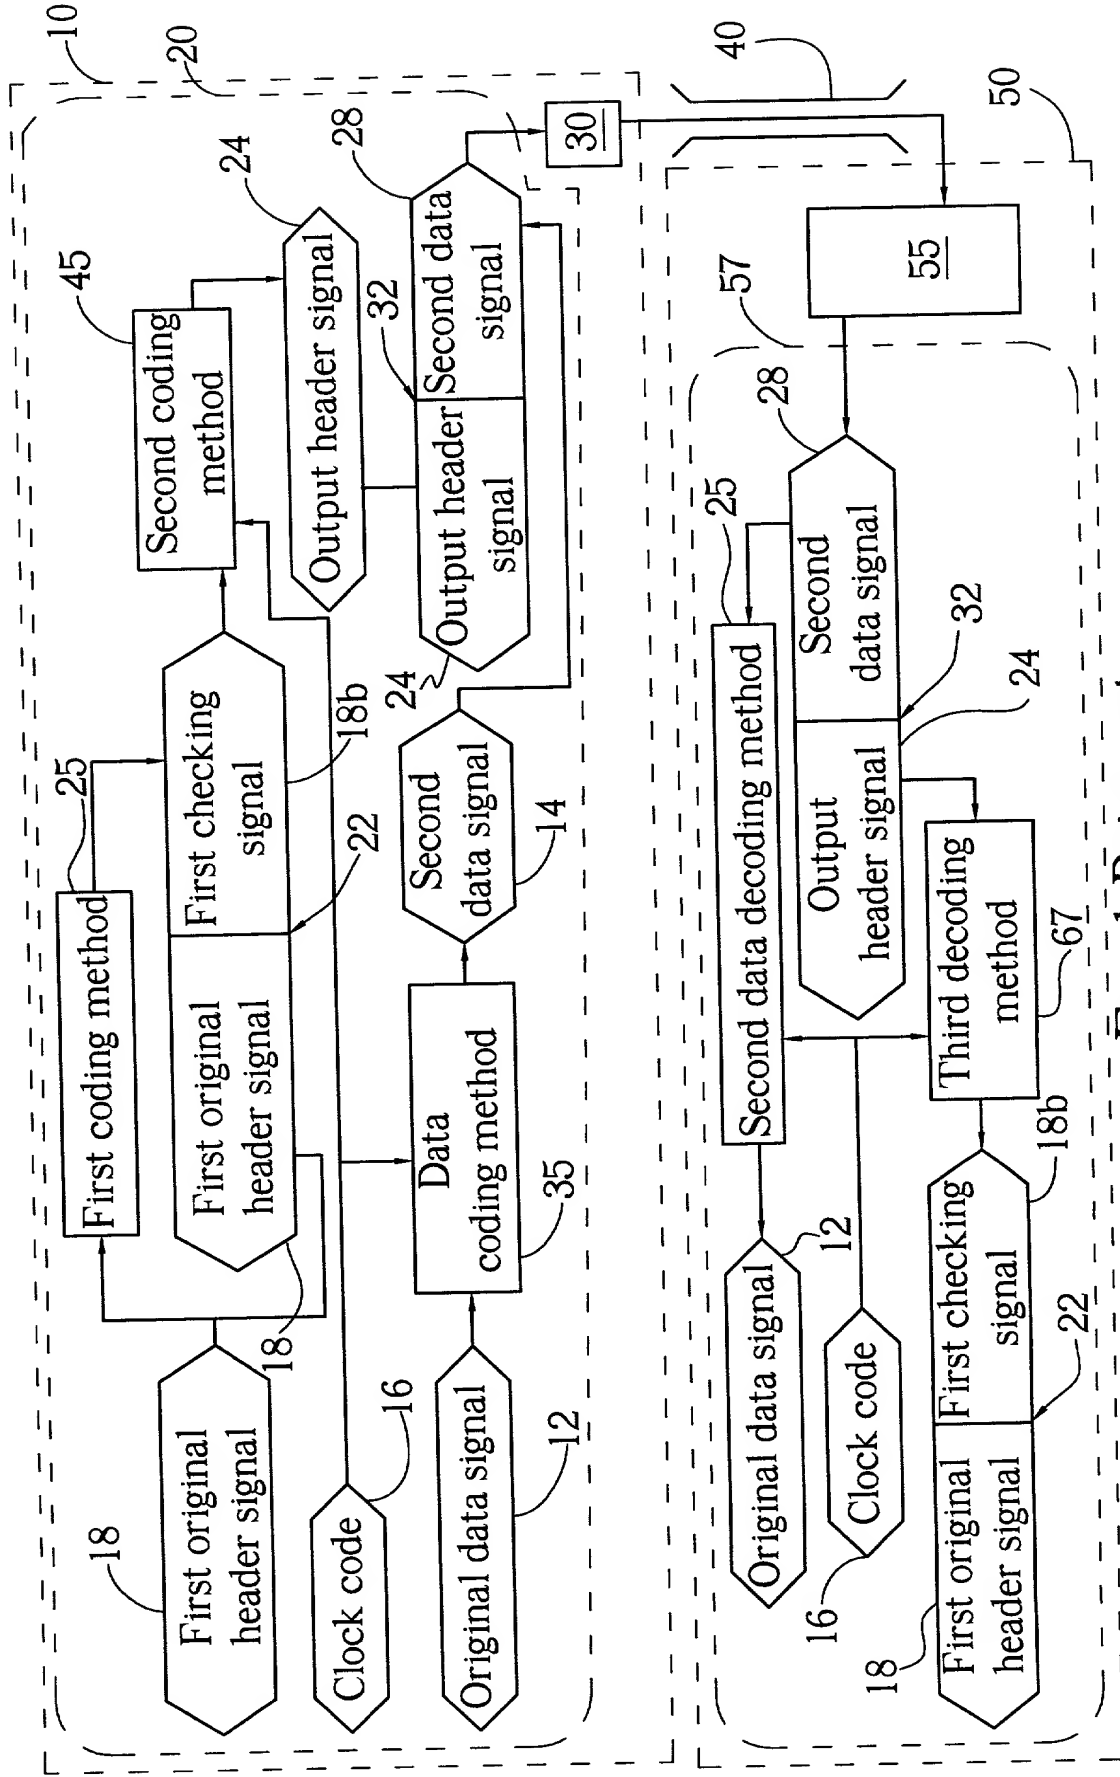 10
20
25
First coding method
45
Second coding
method
24
Output header signal
18
First original
header signal
First original
header signal
First checking
signal
18
18b
22
32
28
Output header
signal
Second data
signal
24
30
Clock code
16
Second
data signal
14
Data
coding method
35
Original data signal
12
40
50
57
55
25
Second data decoding method
28
Output
header signal
Second
data signal
32
24
Original data signal
12
Clock code
16
Third decoding
method
67
18
First original
header signal
First checking
signal
18b
22